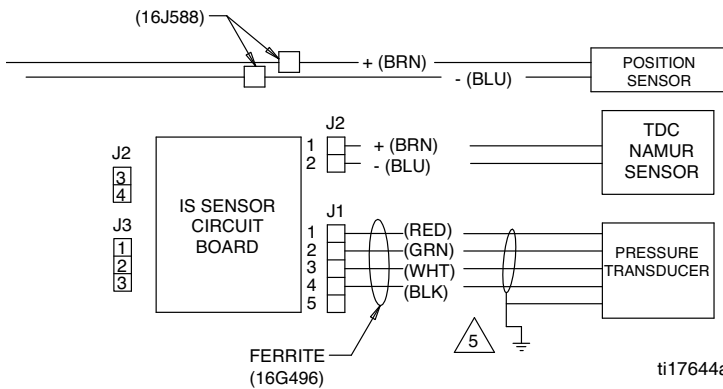 (16J588)
+ (BRN)
- (BLU)
POSITION
SENSOR
J2
1
2
+ (BRN)
- (BLU)
TDC
NAMUR
SENSOR
J2
3
4
J3
1
2
3
IS SENSOR
CIRCUIT
BOARD
J1
1
2
3
4
5
(RED)
(GRN)
(WHT)
(BLK)
PRESSURE
TRANSDUCER
5
FERRITE
(16G496)
ti17644a